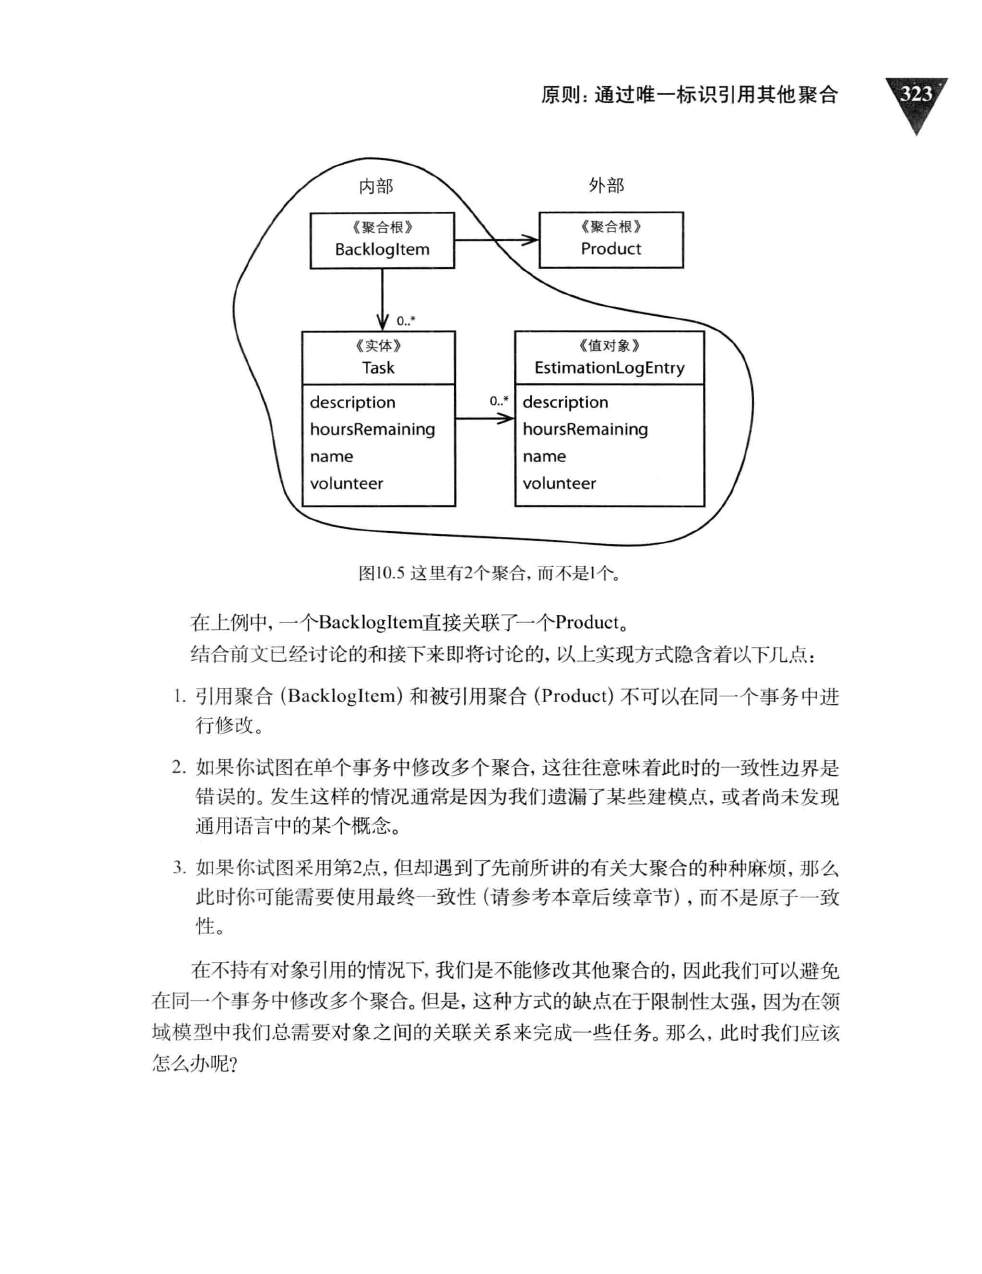 原则：通过唯一标识引用其他聚合
323
内部
外部
《聚合根》
BacklogItem
《聚合根》
Product
0..*
《实体》
Task
description
hoursRemaining
name
volunteer
0..*
《值对象》
EstimationLogEntry
description
hoursRemaining
name
volunteer
图10.5 这里有2个聚合，而不是1个。
在上例中，一个BacklogItem直接关联了一个Product。
结合前文已经讨论的和接下来即将讨论的，以上实现方式隐含着以下几点：
1. 引用聚合（BacklogItem）和被引用聚合（Product）不可以在同一个事务中进
行修改。
2. 如果你试图在单个事务中修改多个聚合，这往往意味着此时的一致性边界是
错误的。发生这样的情况通常是因为我们遗漏了某些建模点，或者尚未发现
通用语言中的某个概念。
3. 如果你试图采用第2点，但却遇到了先前所讲的有关大聚合的种种麻烦，那么
此时你可能需要使用最终一致性（请参考本章后续章节），而不是原子一致
性。
在不持有对象引用的情况下，我们是不能修改其他聚合的，因此我们可以避免
在同一个事务中修改多个聚合。但是，这种方式的缺点在于限制性太强，因为在领
域模型中我们总需要对象之间的关联关系来完成一些任务。那么，此时我们应该
怎么办呢？